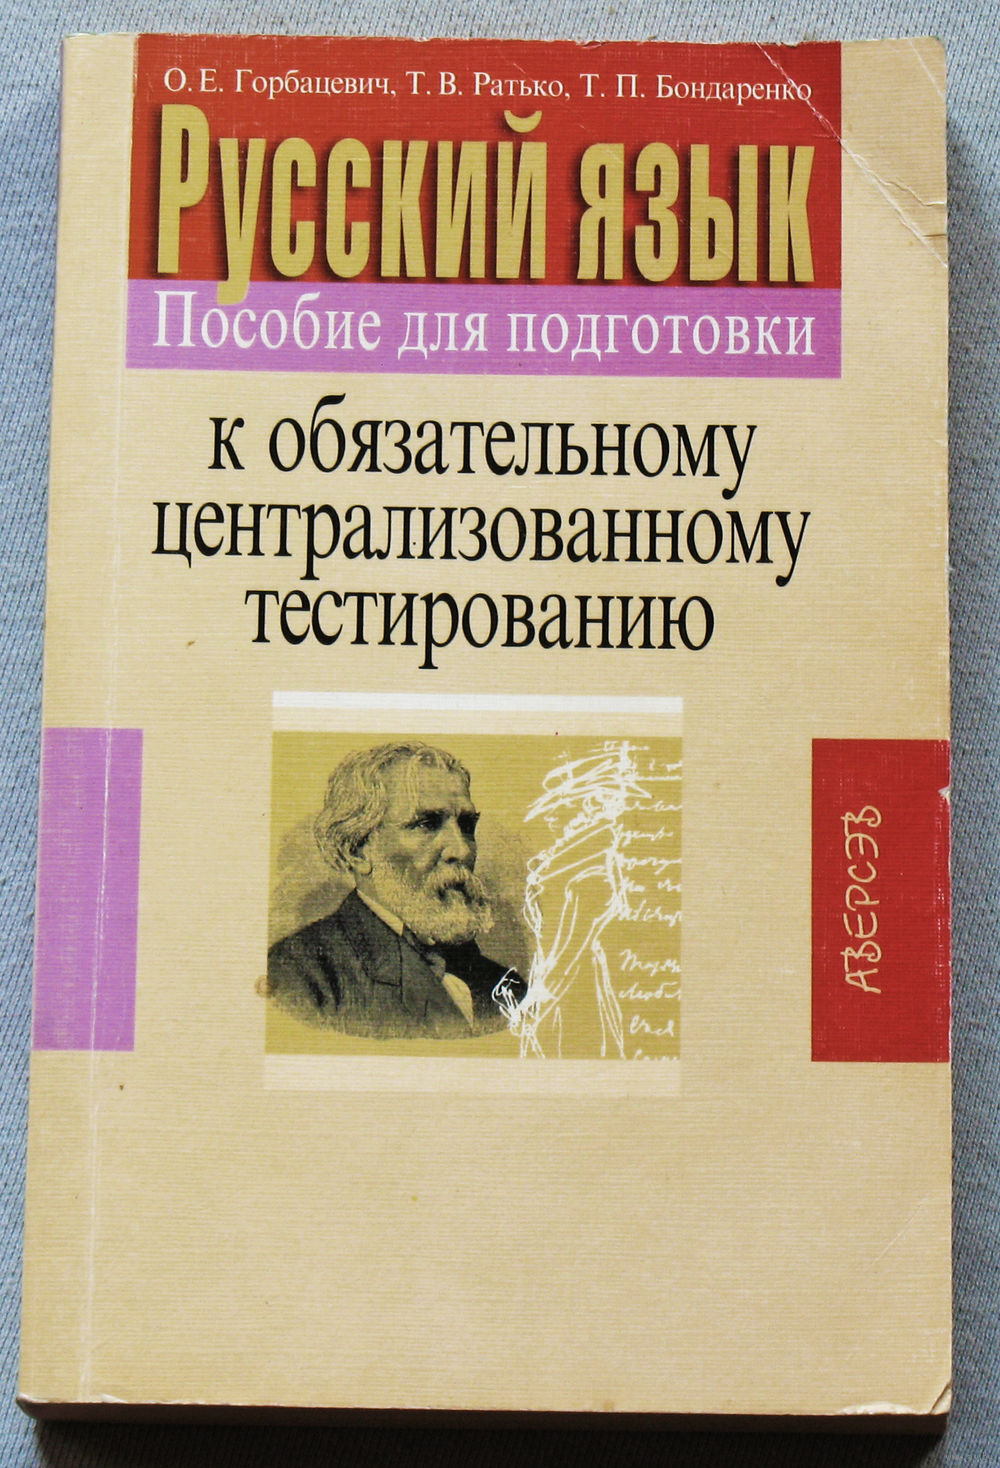 О. Е. Горбацевич, Т. В. Ратько, Т. П. Бондаренко
Русский язык
Пособие для подготовки
к обязательному
централизованному
тестированию
АВЕРСЭВ